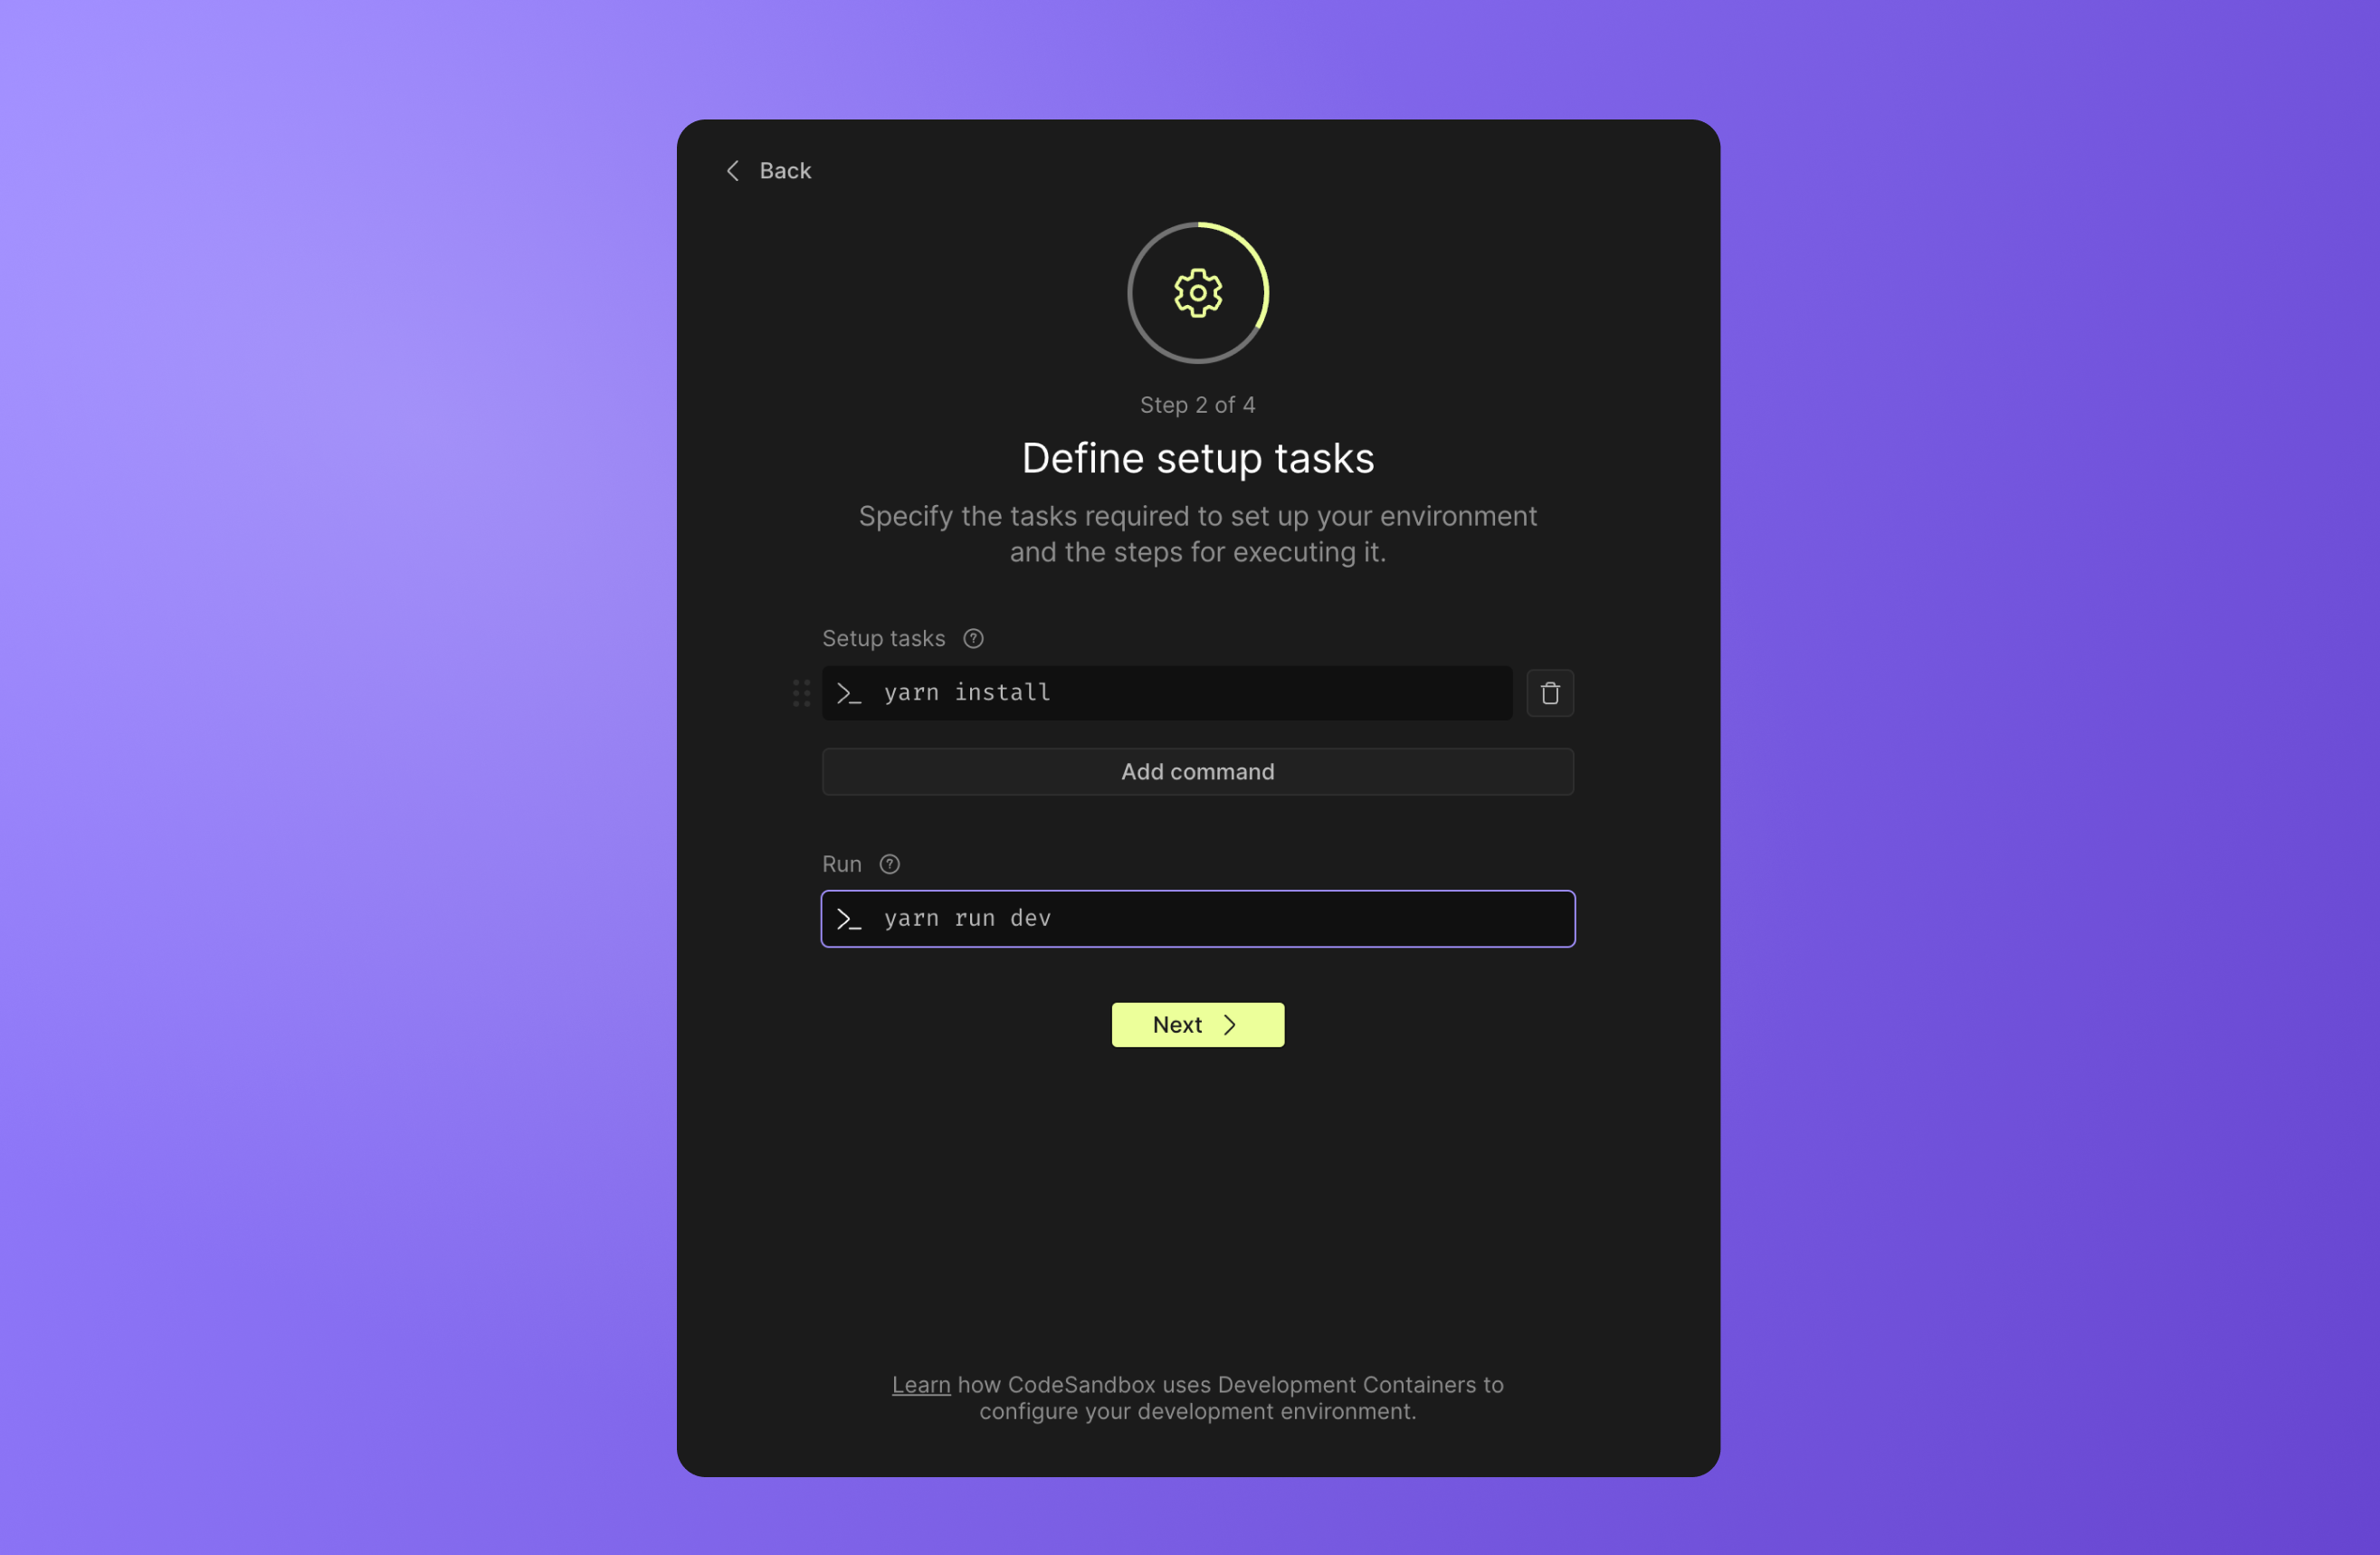 Back
Step 2 of 4
Define setup tasks
Specify the tasks required to set up your environment
and the steps for executing it.
Setup tasks
yarn install
Add command
Run
yarn run dev
Next
Learn how CodeSandbox uses Development Containers to
configure your development environment.